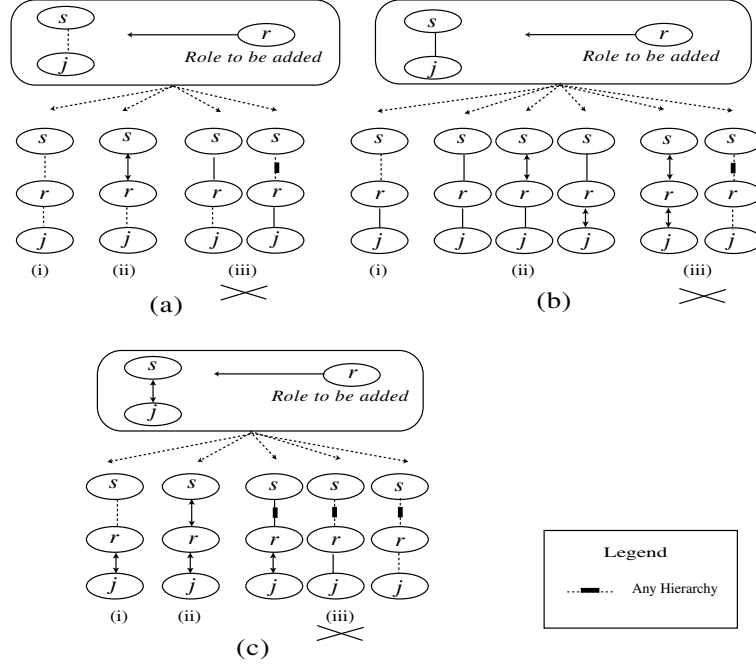 s
r
j
Role to be added
s
r
j
Role to be added
s s s s
r r r r
j j j j
(i) (ii) (iii)
(a)
s s s s s s
r r r r r r
j j j j j j
(i) (ii) (iii)
(b)
s
r
j
Role to be added
s s s s s
r r r r r
j j j j j
(i) (ii) (iii)
(c)
Legend
Any Hierarchy